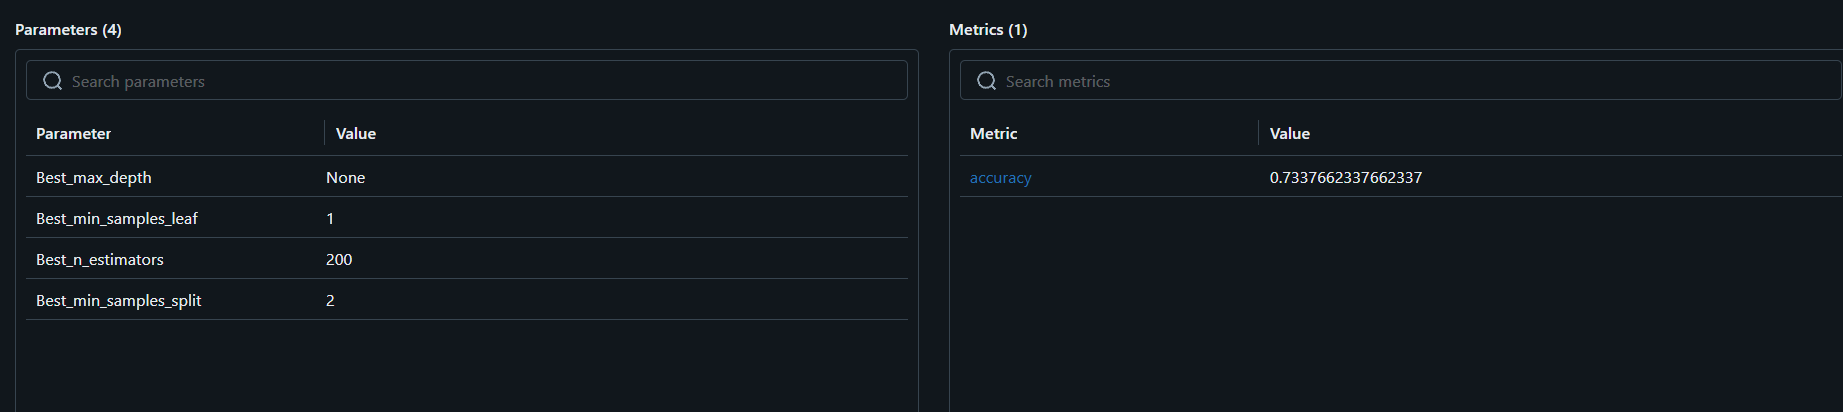 Parameters (4)
Search parameters
Parameter Value
Best_max_depth None
Best_min_samples_leaf 1
Best_n_estimators 200
Best_min_samples_split 2
Metrics (1)
Search metrics
Metric Value
accuracy 0.7337662337662337